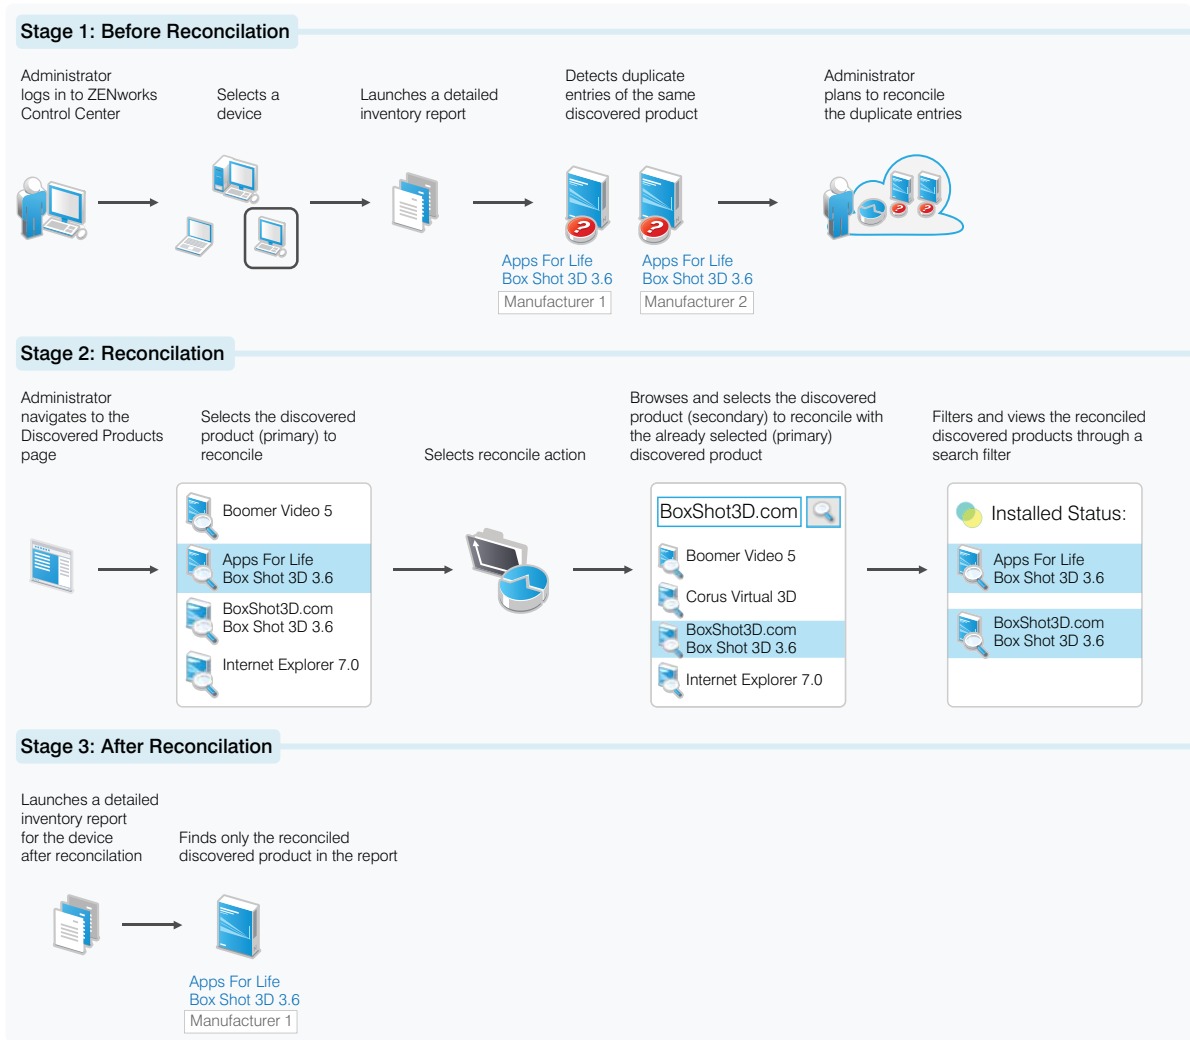 Stage 1: Before Reconcilation
Administrator
logs in to ZENworks
Control Center
Selects a
device
Launches a detailed
inventory report
Detects duplicate
entries of the same
discovered product
Administrator
plans to reconcile
the duplicate entries
?
?
?
?
Apps For Life
Box Shot 3D 3.6
Manufacturer 1
Apps For Life
Box Shot 3D 3.6
Manufacturer 2
Stage 2: Reconcilation
Administrator
navigates to the
Discovered Products
page
Selects the discovered
product (primary) to
reconcile
Selects reconcile action
Browses and selects the discovered
product (secondary) to reconcile with
the already selected (primary)
discovered product
Filters and views the reconciled
discovered products through a
search filter
Boomer Video 5
Apps For Life
Box Shot 3D 3.6
BoxShot3D.com
Box Shot 3D 3.6
Internet Explorer 7.0
BoxShot3D.com
Boomer Video 5
Corus Virtual 3D
BoxShot3D.com
Box Shot 3D 3.6
Internet Explorer 7.0
Installed Status:
Apps For Life
Box Shot 3D 3.6
BoxShot3D.com
Box Shot 3D 3.6
Stage 3: After Reconcilation
Launches a detailed
inventory report
for the device
after reconcilation
Finds only the reconciled
discovered product in the report
Apps For Life
Box Shot 3D 3.6
Manufacturer 1